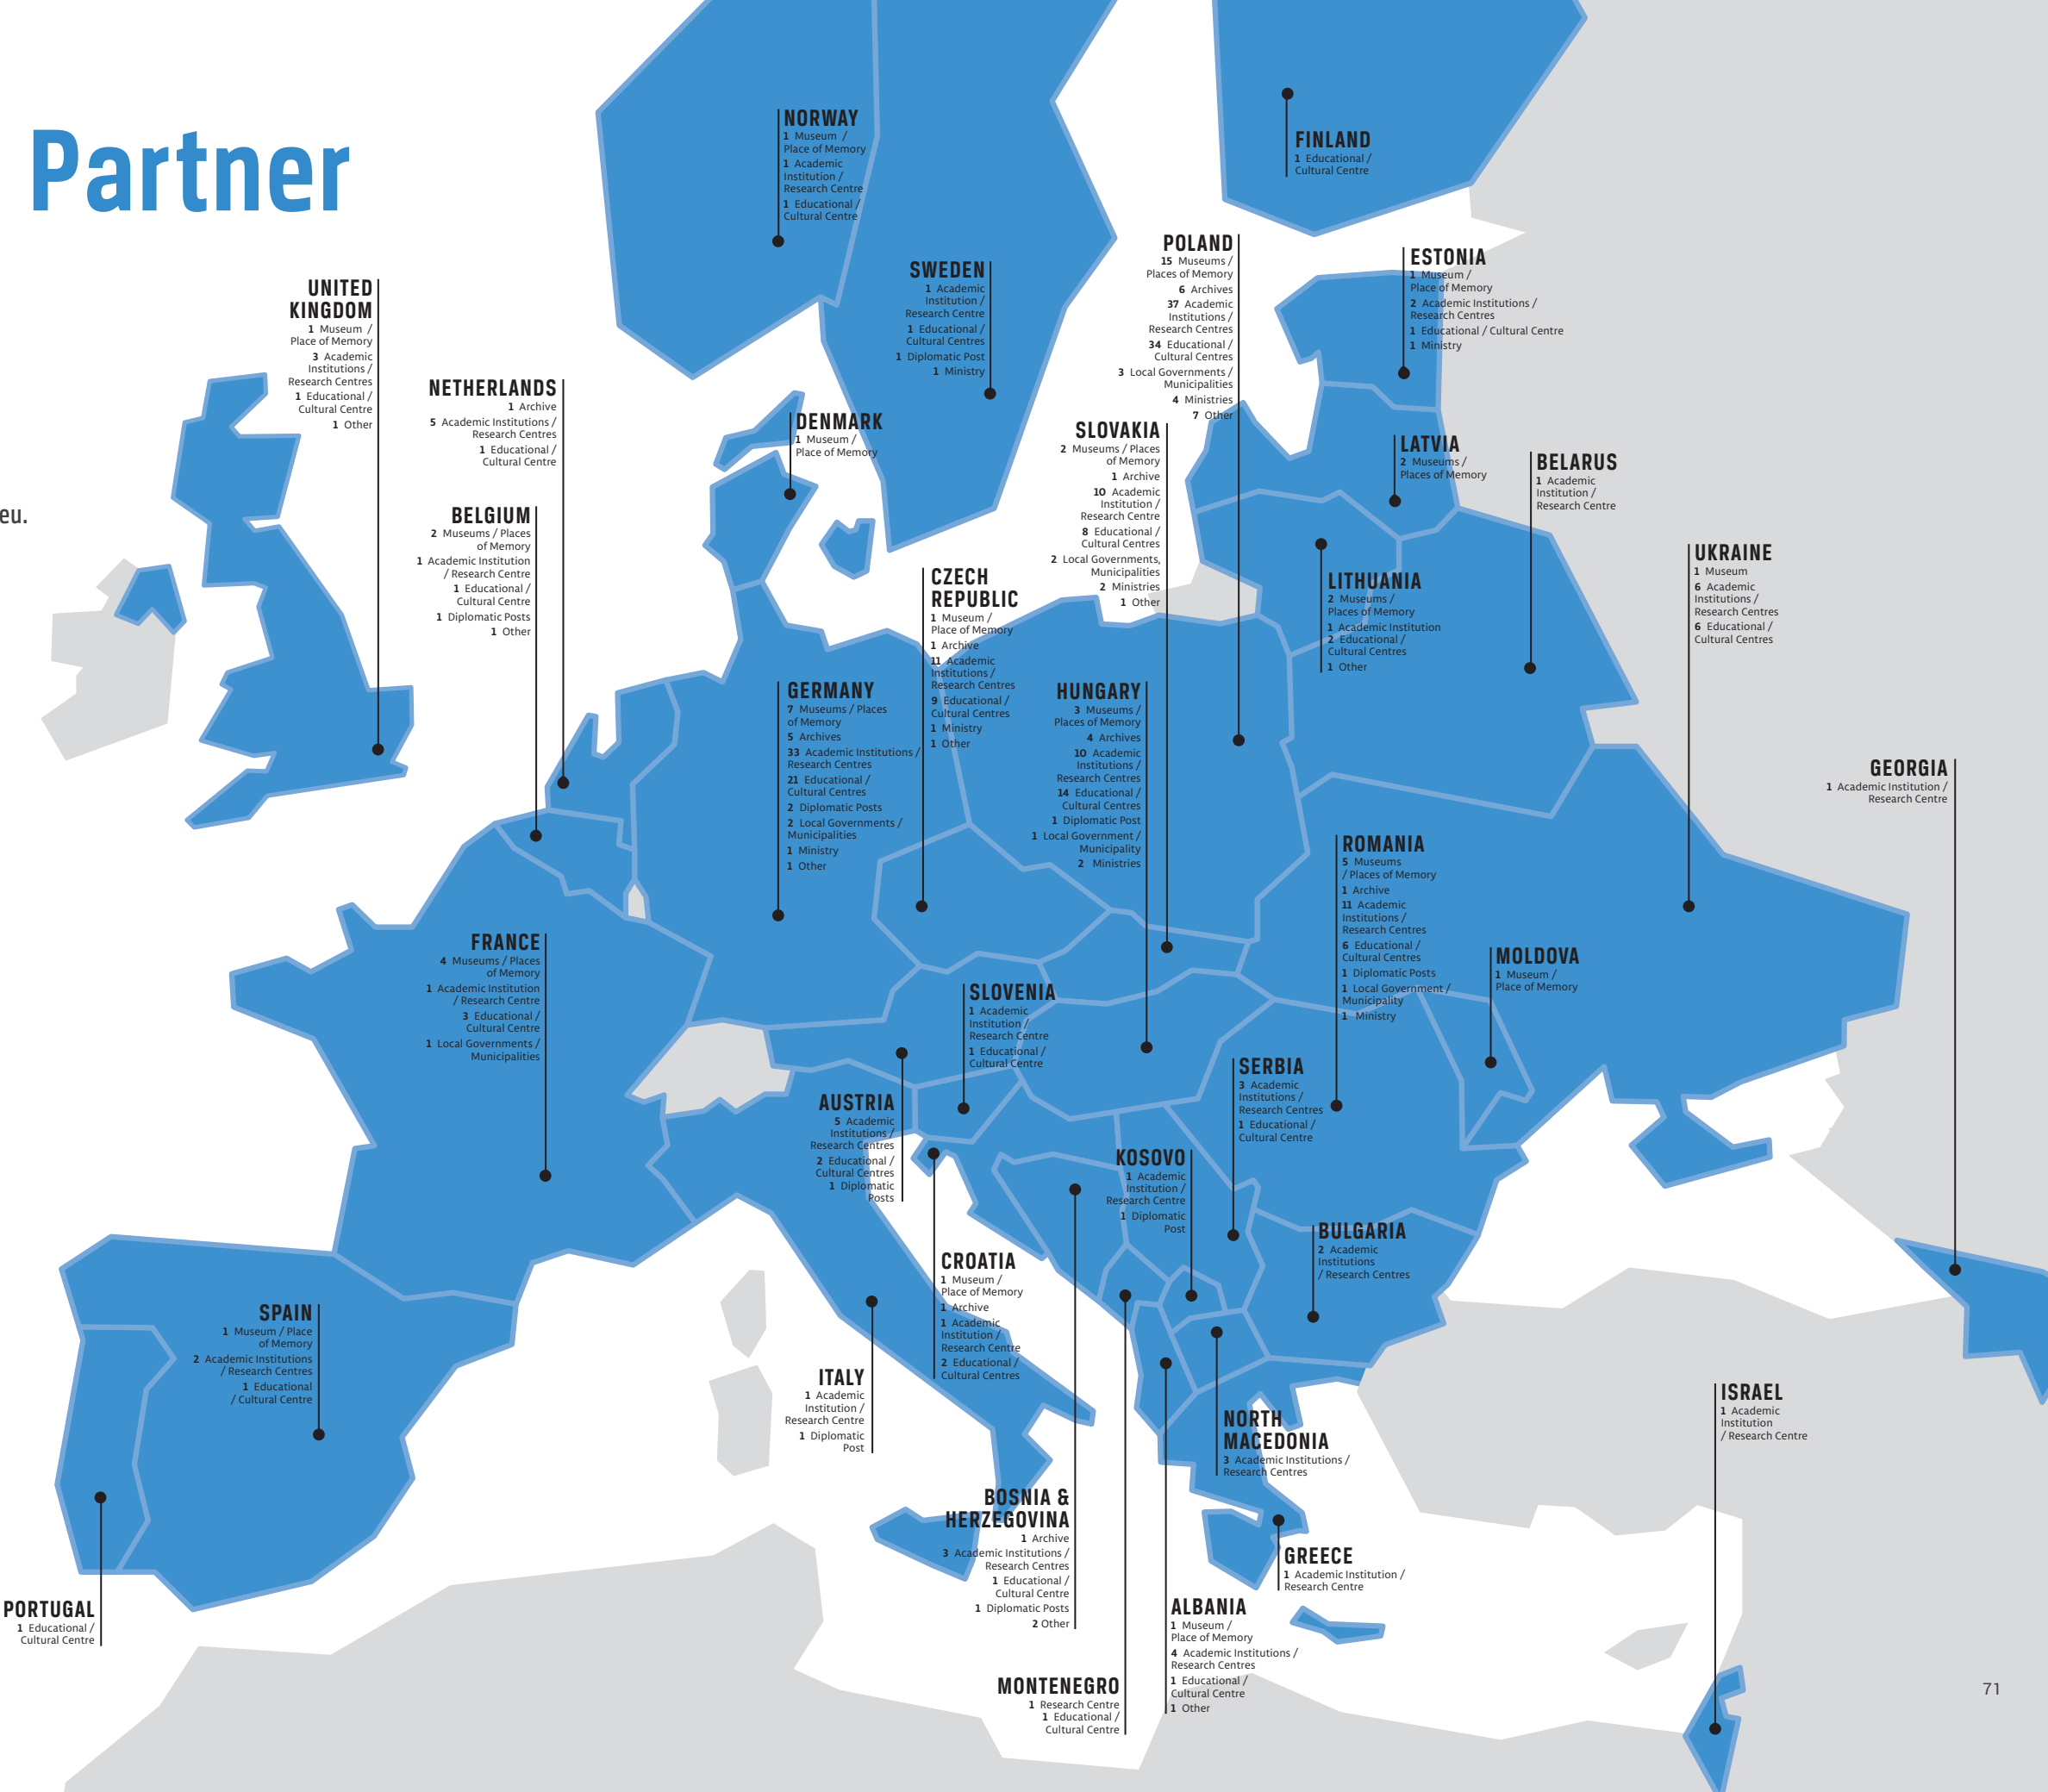 Partner
eu.
NORWAY
1 Museum /
Place of Memory
1 Academic
Institution /
Research Centre
1 Educational /
Cultural Centre
FINLAND
1 Educational /
Cultural Centre
UNITED
KINGDOM
1 Museum /
Place of Memory
3 Academic
Institutions /
Research Centres
1 Educational /
Cultural Centre
1 Other
SWEDEN
1 Academic
Institution /
Research Centre
1 Educational /
Cultural Centres
1 Diplomatic Post
1 Ministry
POLAND
15 Museums /
Places of Memory
6 Archives
37 Academic
Institutions /
Research Centres
34 Educational /
Cultural Centres
3 Local Governments /
Municipalities
4 Ministries
7 Other
ESTONIA
1 Museum /
Place of Memory
2 Academic Institutions /
Research Centres
1 Educational / Cultural Centre
1 Ministry
NETHERLANDS
1 Archive
5 Academic Institutions /
Research Centres
1 Educational /
Cultural Centre
DENMARK
1 Museum /
Place of Memory
SLOVAKIA
2 Museums / Places
of Memory
1 Archive
10 Academic
Institution /
Research Centre
8 Educational /
Cultural Centres
2 Local Governments,
Municipalities
2 Ministries
1 Other
LATVIA
2 Museums /
Places of Memory
BELARUS
1 Academic
Institution /
Research Centre
BELGIUM
2 Museums / Places
of Memory
1 Academic Institution
/ Research Centre
1 Educational /
Cultural Centre
1 Diplomatic Posts
1 Other
CZECH
REPUBLIC
1 Museum /
Place of Memory
1 Archive
11 Academic
Institutions /
Research Centres
9 Educational /
Cultural Centres
1 Ministry
1 Other
LITHUANIA
2 Museums /
Places of Memory
1 Academic Institution
2 Educational /
Cultural Centres
1 Other
UKRAINE
1 Museum
6 Academic
Institutions /
Research Centres
6 Educational /
Cultural Centres
GERMANY
7 Museums / Places
of Memory
5 Archives
33 Academic Institutions /
Research Centres
21 Educational /
Cultural Centres
2 Diplomatic Posts
2 Local Governments /
Municipalities
1 Ministry
1 Other
HUNGARY
3 Museums /
Places of Memory
4 Archives
10 Academic
Institutions /
Research Centres
14 Educational /
Cultural Centres
1 Diplomatic Post
1 Local Government /
Municipality
2 Ministries
GEORGIA
1 Academic Institution /
Research Centre
ROMANIA
5 Museums
/ Places of Memory
1 Archive
11 Academic
Institutions /
Research Centres
6 Educational /
Cultural Centres
1 Diplomatic Posts
1 Local Government /
Municipality
1 Ministry
FRANCE
4 Museums / Places
of Memory
1 Academic Institution
/ Research Centre
3 Educational /
Cultural Centre
1 Local Governments /
Municipalities
MOLDOVA
1 Museum /
Place of Memory
SLOVENIA
1 Academic
Institution /
Research Centre
1 Educational /
Cultural Centre
SERBIA
3 Academic
Institutions /
Research Centres
1 Educational /
Cultural Centre
AUSTRIA
5 Academic
Institutions /
Research Centres
2 Educational /
Cultural Centres
1 Diplomatic
Posts
KOSOVO
1 Academic
Institution /
Research Centre
1 Diplomatic
Post
BULGARIA
2 Academic
Institutions
/ Research Centres
CROATIA
1 Museum /
Place of Memory
1 Archive
1 Academic
Institution /
Research Centre
2 Educational /
Cultural Centres
SPAIN
1 Museum / Place
of Memory
2 Academic Institutions
/ Research Centres
1 Educational
/ Cultural Centre
ITALY
1 Academic
Institution /
Research Centre
1 Diplomatic
Post
ISRAEL
1 Academic
Institution
/ Research Centre
NORTH
MACEDONIA
3 Academic Institutions /
Research Centres
BOSNIA &
HERZEGOVINA
1 Archive
3 Academic Institutions /
Research Centres
1 Educational /
Cultural Centre
1 Diplomatic Posts
2 Other
GREECE
1 Academic Institution /
Research Centre
PORTUGAL
1 Educational /
Cultural Centre
ALBANIA
1 Museum /
Place of Memory
4 Academic Institutions /
Research Centres
1 Educational /
Cultural Centre
1 Other
MONTENEGRO
1 Research Centre
1 Educational /
Cultural Centre
71